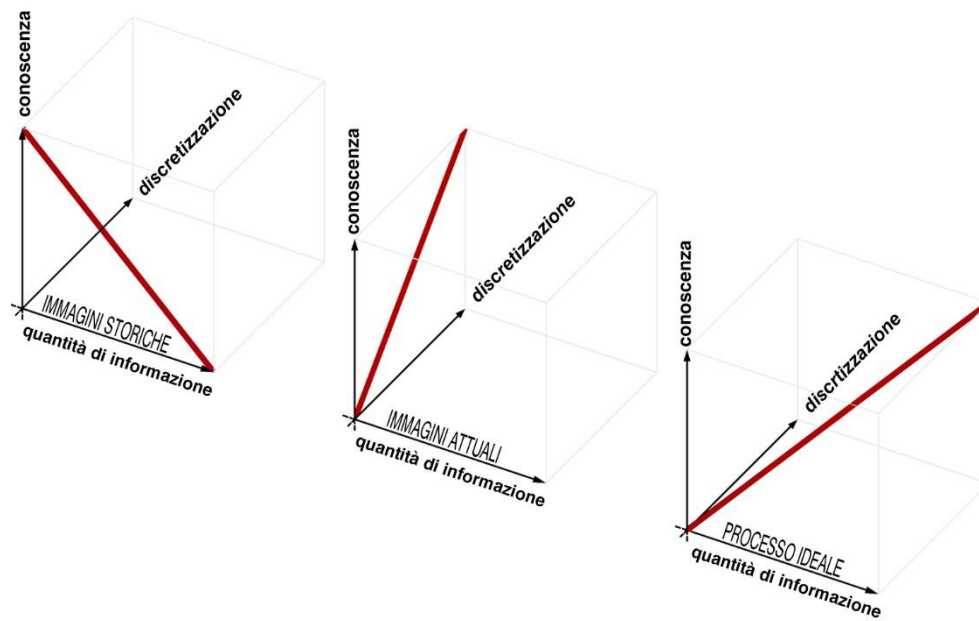 conoscenza
discretizzazione
IMMAGINI STORICHE
quantità di informazione
conoscenza
discretizzazione
IMMAGINI ATTUALI
quantità di informazione
conoscenza
discrtizzazione
PROCESSO IDEALE
quantità di informazione